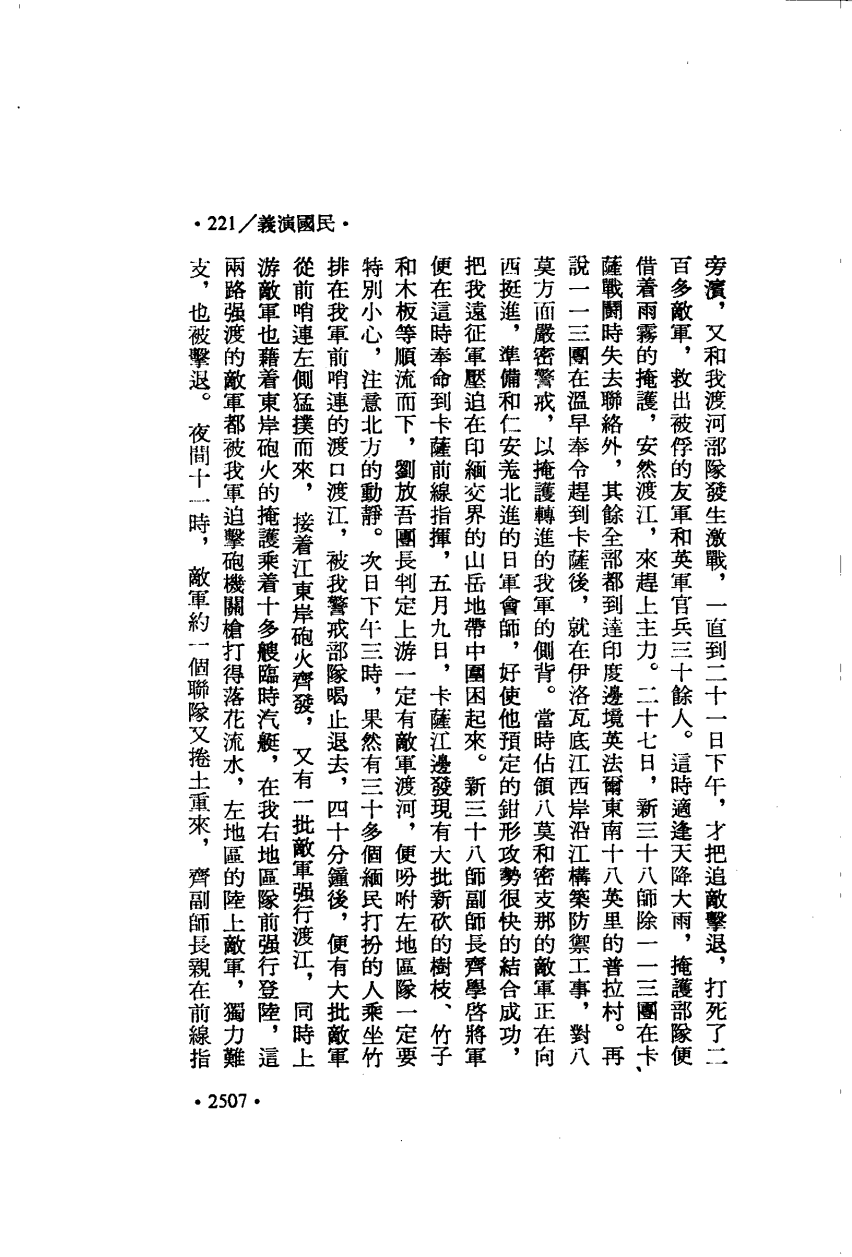 ·221／義演國民·
旁濱，又和我渡河部隊發生激戰，一直到二十一日下午，才把追敵擊退，打死了二
百多敵軍，救出被俘的友軍和英軍官兵三十餘人。這時適逢天降大雨，掩護部隊便
借着雨霧的掩護，安然渡江，來趕上主力。二十七日，新三十八師除一一三團在卡
薩戰鬪時失去聯絡外，其餘全部都到達印度邊境英法爾東南十八英里的普拉村。再
說一一三團在溫早奉令趕到卡薩後，就在伊洛瓦底江西岸沿江構築防禦工事，對八
莫方面嚴密警戒，以掩護轉進的我軍的側背。當時佔領八莫和密支那的敵軍正在向
西挺進，準備和仁安羌北進的日軍會師，好使他預定的鉗形攻勢很快的結合成功，
把我遠征軍壓迫在印緬交界的山岳地帶中圍困起來。新三十八師副師長齊學啓將軍
便在這時奉命到卡薩前線指揮，五月九日，卡薩江邊發現有大批新砍的樹枝、竹子
和木板等順流而下，劉放吾團長判定上游一定有敵軍渡河，便吩咐左地區隊一定要
特別小心，注意北方的動靜。次日下午三時，果然有三十多個緬民打扮的人乘坐竹
排在我軍前哨連的渡口渡江，被我警戒部隊喝止退去，四十分鐘後，便有大批敵軍
從前哨連左側猛撲而來，接着江東岸砲火齊發，又有一批敵軍强行渡江，同時上
游敵軍也藉着東岸砲火的掩護乘着十多艘臨時汽艇，在我右地區隊前强行登陸，這
兩路强渡的敵軍都被我軍迫擊砲機關槍打得落花流水，左地區的陸上敵軍，獨力難
支，也被擊退。夜間十一時，敵軍約一個聯隊又捲土重來，齊副師長親在前線指
·2507·